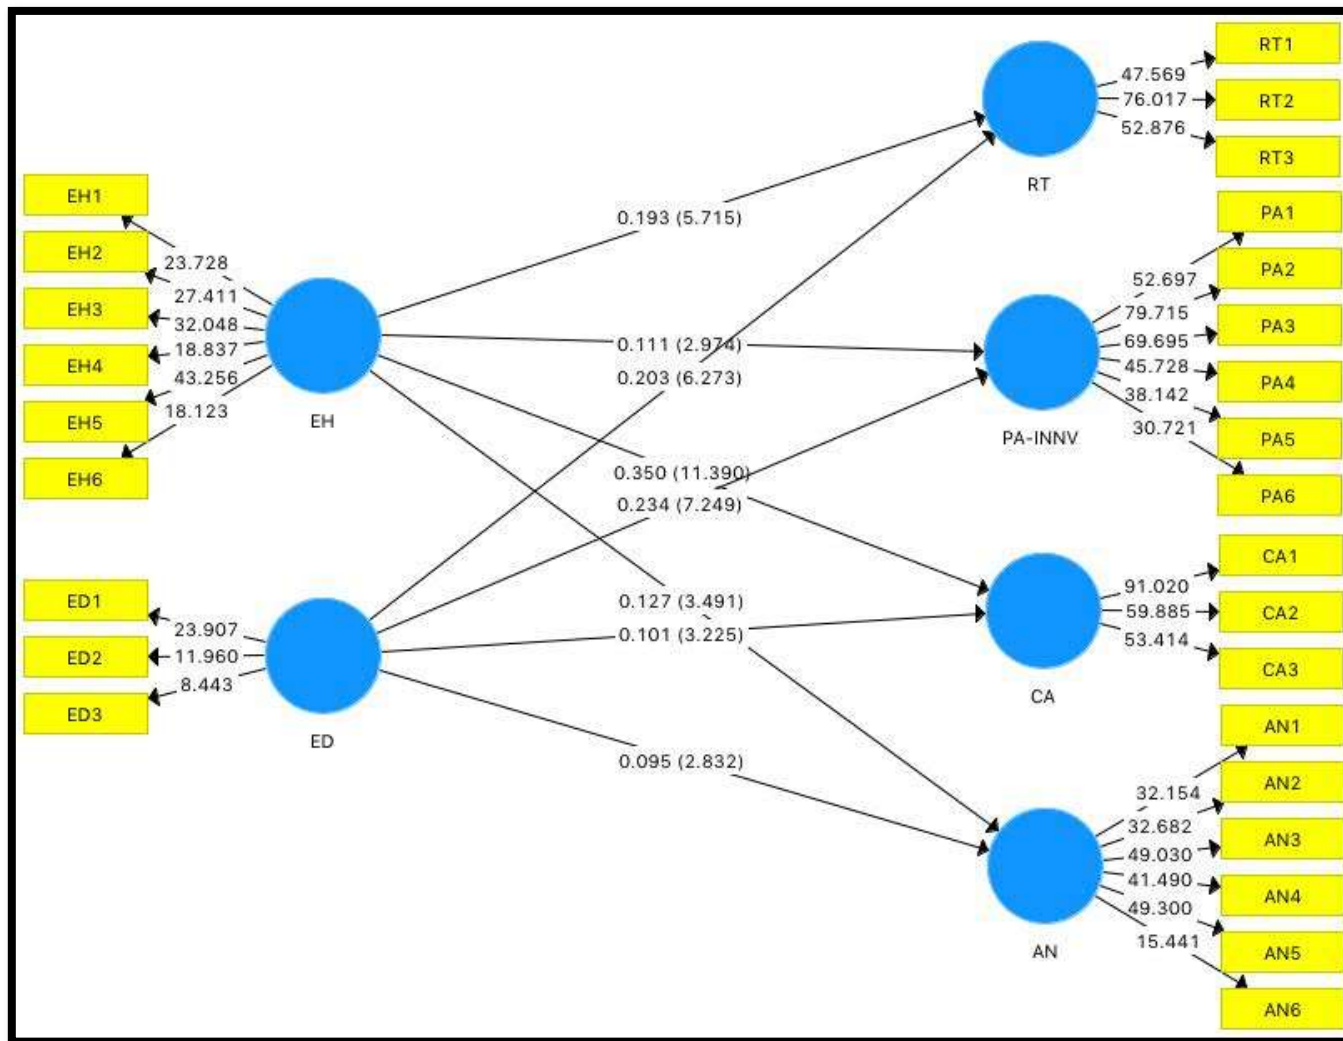 EH1
EH2
EH3
EH4
EH5
EH6
23.728
27.411
32.048
18.837
43.256
18.123
EH
ED1
ED2
ED3
23.907
11.960
8.443
ED
0.193 (5.715)
0.111 (2.974)
0.203 (6.273)
0.350 (11.390)
0.234 (7.249)
0.127 (3.491)
0.101 (3.225)
0.095 (2.832)
RT
47.569
76.017
52.876
RT1
RT2
RT3
PA-INNV
52.697
79.715
69.695
45.728
38.142
30.721
PA1
PA2
PA3
PA4
PA5
PA6
CA
91.020
59.885
53.414
CA1
CA2
CA3
AN
32.154
32.682
49.030
41.490
49.300
15.441
AN1
AN2
AN3
AN4
AN5
AN6